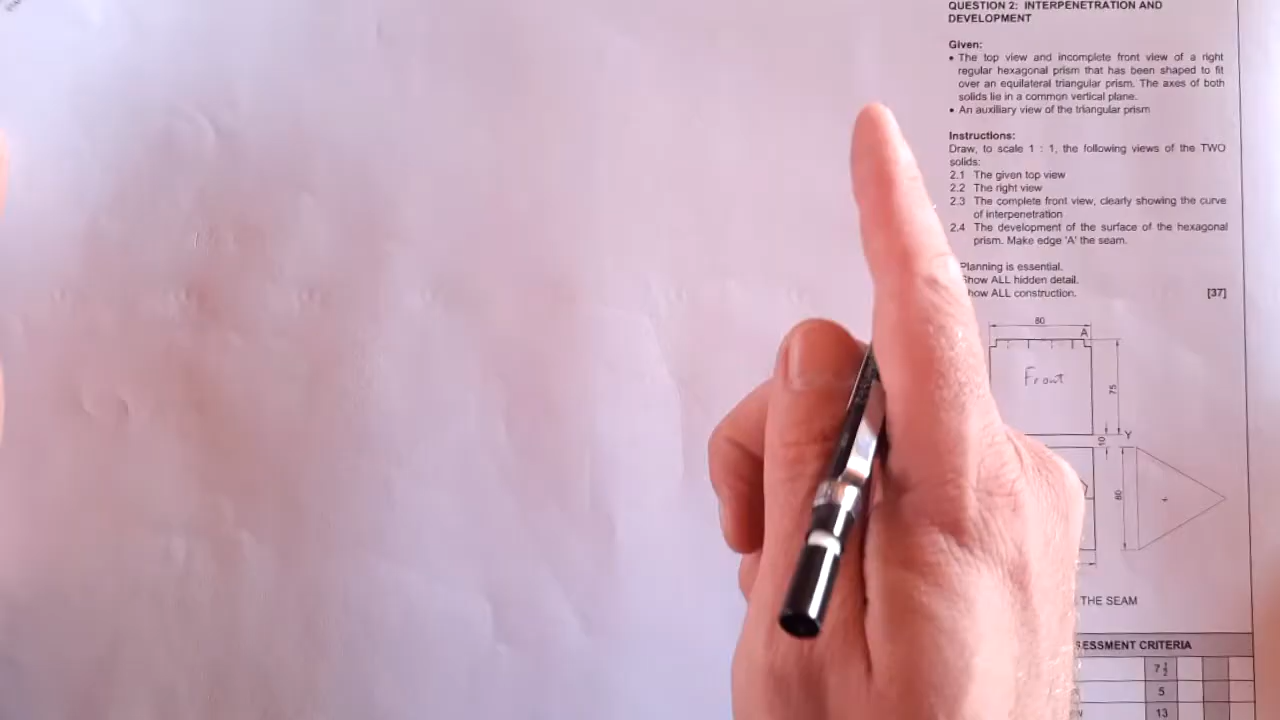 QUESTION 2: INTERPENETRATION AND
DEVELOPMENT
Given:
• The top view and incomplete front view of a right
regular hexagonal prism that has been shaped to fit
over an equilateral triangular prism. The axes of both
solids lie in a common vertical plane.
• An auxiliary view of the triangular prism
Instructions:
Draw, to scale 1 : 1, the following views of the TWO
solids:
2.1 The given top view
2.2 The right view
2.3 The complete front view, clearly showing the curve
of interpenetration
2.4 The development of the surface of the hexagonal
prism. Make edge 'A' the seam.
Planning is essential.
how ALL hidden detail.
how ALL construction. [37]
80
A
Front
75
10
Y
80
THE SEAM
SESSMENT CRITERIA
7 1/2
5
13